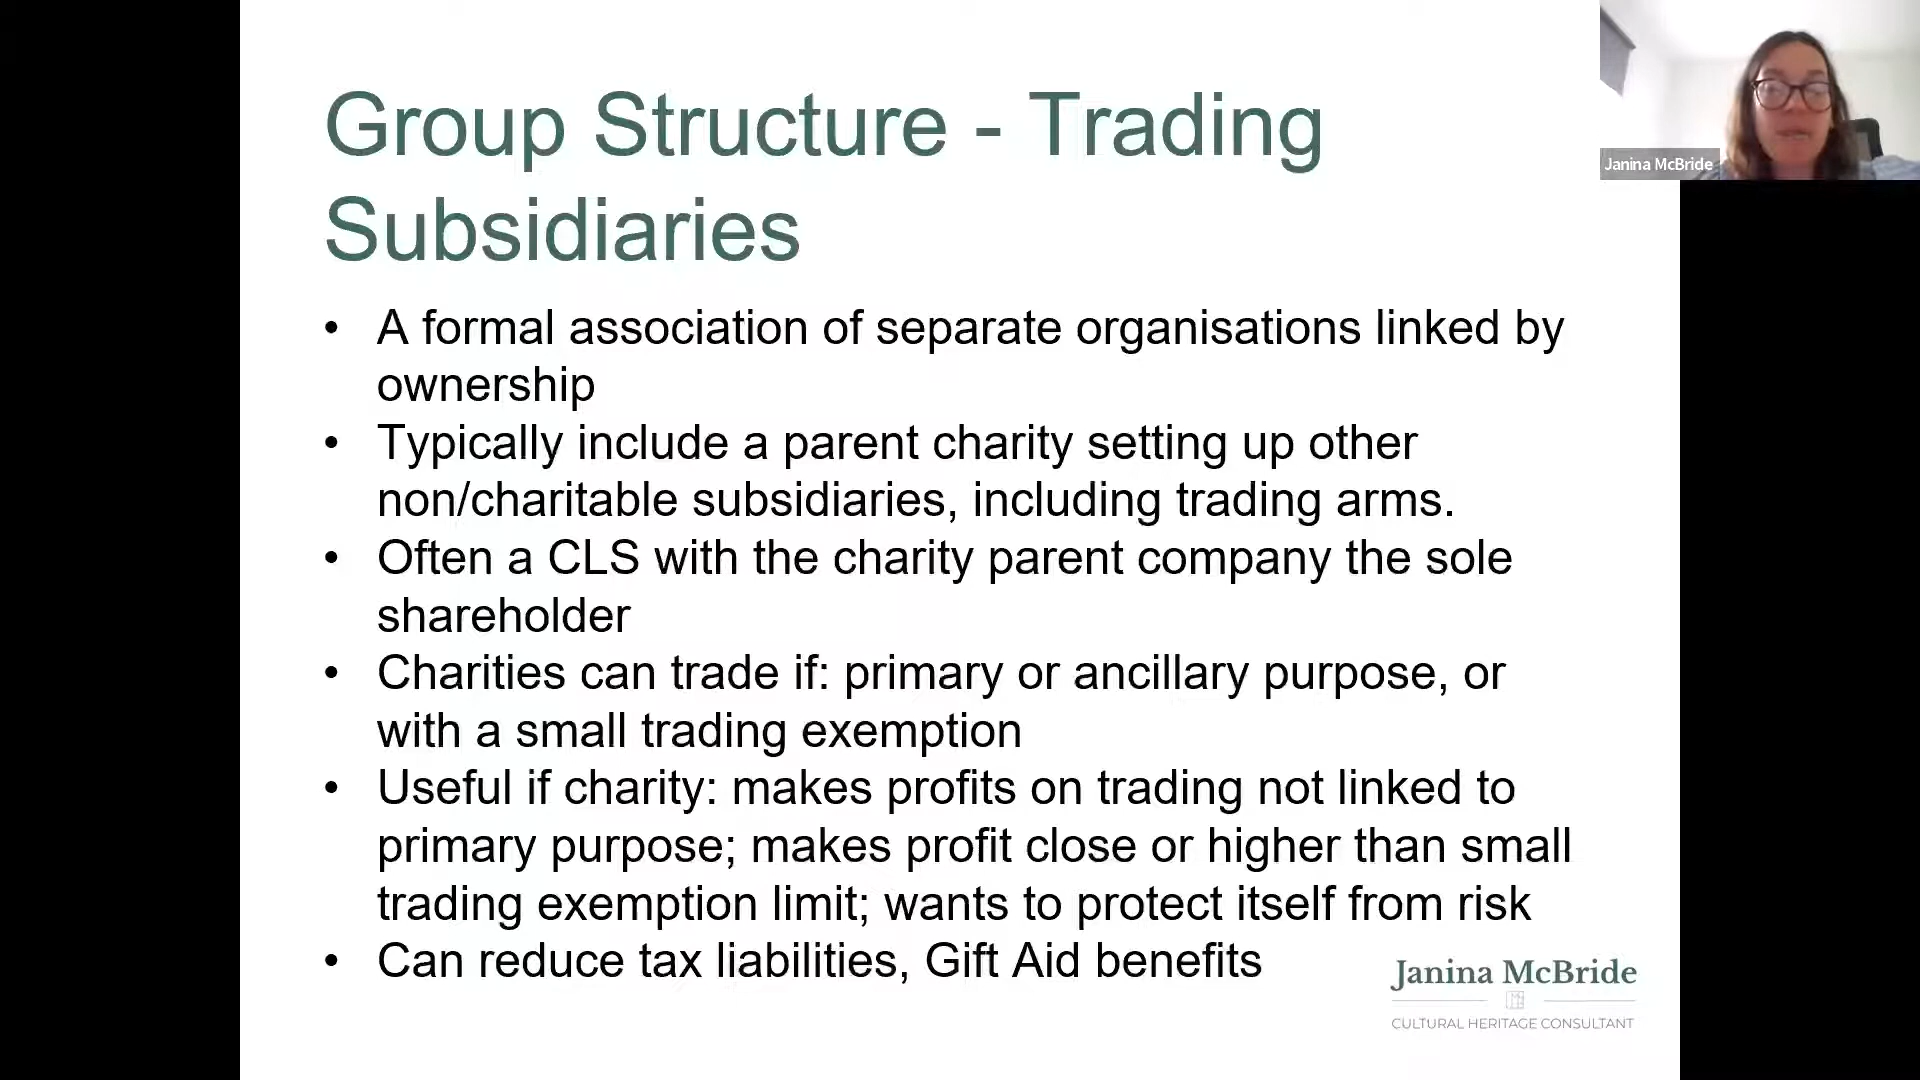 Group Structure - Trading
Subsidiaries
Janina McBride
• A formal association of separate organisations linked by
ownership
• Typically include a parent charity setting up other
non/charitable subsidiaries, including trading arms.
• Often a CLS with the charity parent company the sole
shareholder
• Charities can trade if: primary or ancillary purpose, or
with a small trading exemption
• Useful if charity: makes profits on trading not linked to
primary purpose; makes profit close or higher than small
trading exemption limit; wants to protect itself from risk
• Can reduce tax liabilities, Gift Aid benefits
Janina McBride
CULTURAL HERITAGE CONSULTANT